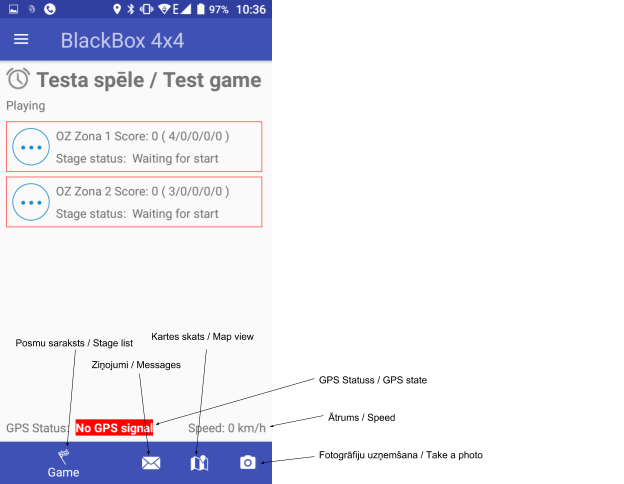 97% 10:36
BlackBox 4x4
Testa spēle / Test game
Playing
OZ Zona 1 Score: 0 ( 4/0/0/0/0 )
Stage status: Waiting for start
OZ Zona 2 Score: 0 ( 3/0/0/0/0 )
Stage status: Waiting for start
Kartes skats / Map view
Posmu saraksts / Stage list
Ziņojumi / Messages
GPS Statuss / GPS state
Ātrums / Speed
GPS Status: No GPS signal Speed: 0 km/h
Fotogrāfiju uzņemšana / Take a photo
Game